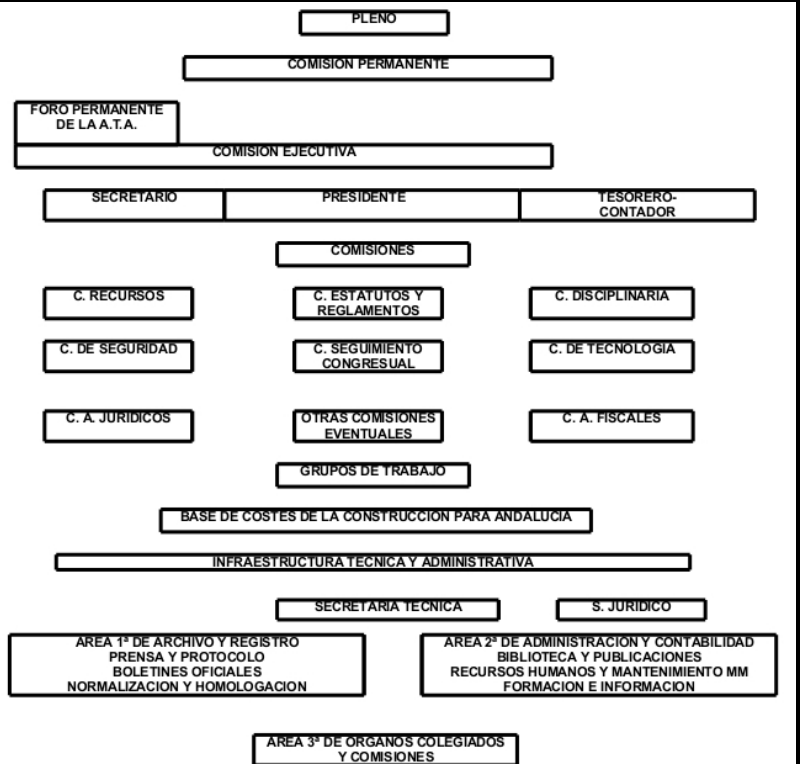 PLENO
COMISION PERMANENTE
FORO PERMANENTE
DE LA A.T.A.
COMISION EJECUTIVA
SECRETARIO
PRESIDENTE
TESORERO-
CONTADOR
COMISIONES
C. RECURSOS
C. ESTATUTOS Y
REGLAMENTOS
C. DISCIPLINARIA
C. DE SEGURIDAD
C. SEGUIMIENTO
CONGRESUAL
C. DE TECNOLOGIA
C. A. JURIDICOS
OTRAS COMISIONES
EVENTUALES
C. A. FISCALES
GRUPOS DE TRABAJO
BASE DE COSTES DE LA CONSTRUCCION PARA ANDALUCIA
INFRAESTRUCTURA TECNICA Y ADMINISTRATIVA
SECRETARIA TECNICA
S. JURIDICO
AREA 1ª DE ARCHIVO Y REGISTRO
PRENSA Y PROTOCOLO
BOLETINES OFICIALES
NORMALIZACION Y HOMOLOGACION
AREA 2ª DE ADMINISTRACION Y CONTABILIDAD
BIBLIOTECA Y PUBLICACIONES
RECURSOS HUMANOS Y MANTENIMIENTO MM
FORMACION E INFORMACION
AREA 3ª DE ORGANOS COLEGIADOS
Y COMISIONES